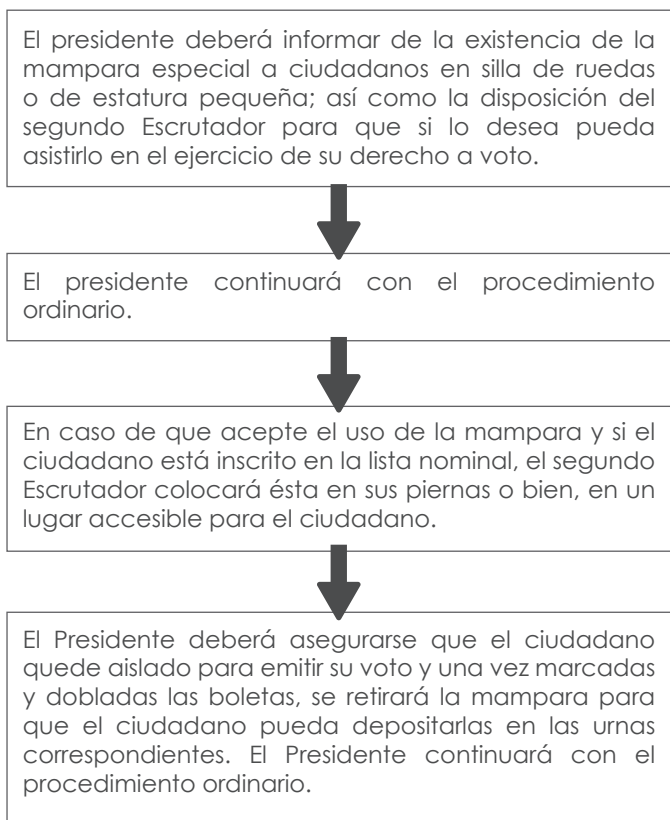 El presidente deberá informar de la existencia de la
mampara especial a ciudadanos en silla de ruedas
o de estatura pequeña; así como la disposición del
segundo Escrutador para que si lo desea pueda
asistirlo en el ejercicio de su derecho a voto.
El presidente continuará con el procedimiento
ordinario.
En caso de que acepte el uso de la mampara y si el
ciudadano está inscrito en la lista nominal, el segundo
Escrutador colocará ésta en sus piernas o bien, en un
lugar accesible para el ciudadano.
El Presidente deberá asegurarse que el ciudadano
quede aislado para emitir su voto y una vez marcadas
y dobladas las boletas, se retirará la mampara para
que el ciudadano pueda depositarlas en las urnas
correspondientes. El Presidente continuará con el
procedimiento ordinario.